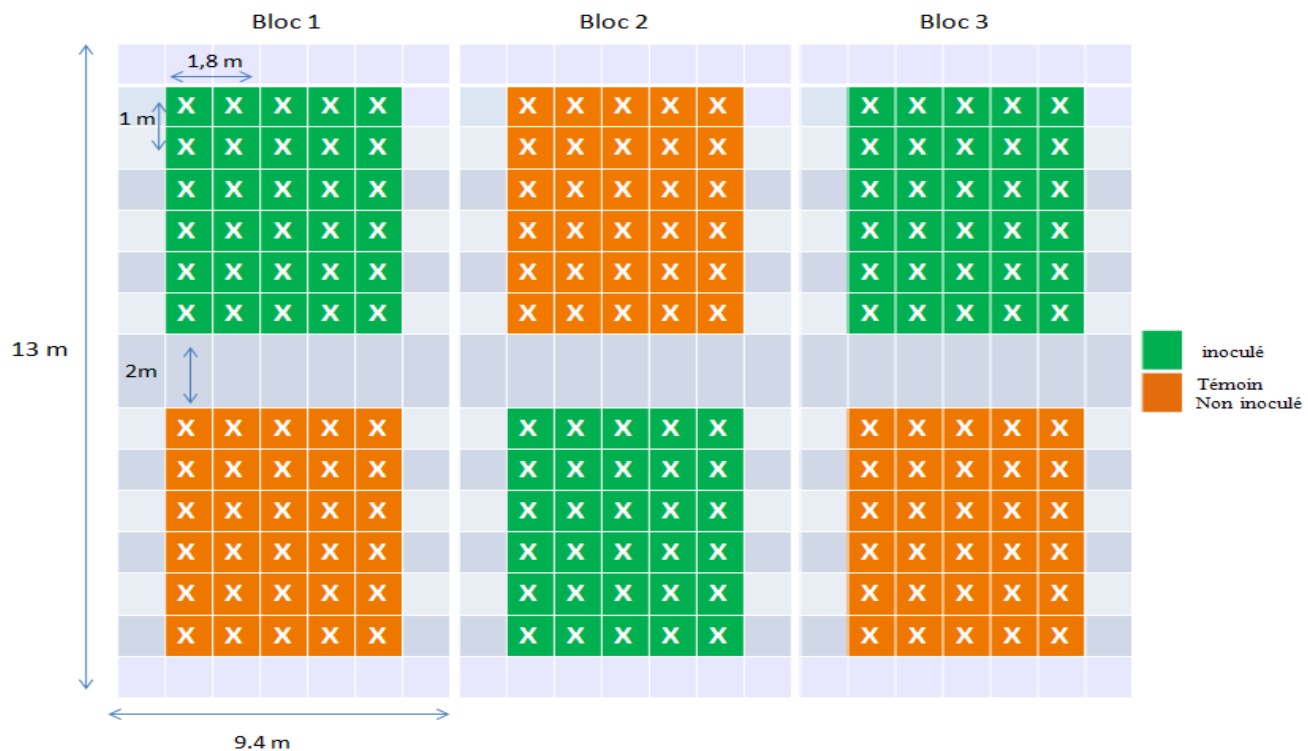 Bloc 1 Bloc 2 Bloc 3
1,8 m
1 m
X X X X X X X X X X X X X X X
X X X X X X X X X X X X X X X
X X X X X X X X X X X X X X X
X X X X X X X X X X X X X X X
X X X X X X X X X X X X X X X
X X X X X X X X X X X X X X X
13 m
2m
inoculé
Témoin
Non inoculé
X X X X X X X X X X X X X X X
X X X X X X X X X X X X X X X
X X X X X X X X X X X X X X X
X X X X X X X X X X X X X X X
X X X X X X X X X X X X X X X
X X X X X X X X X X X X X X X
9.4 m